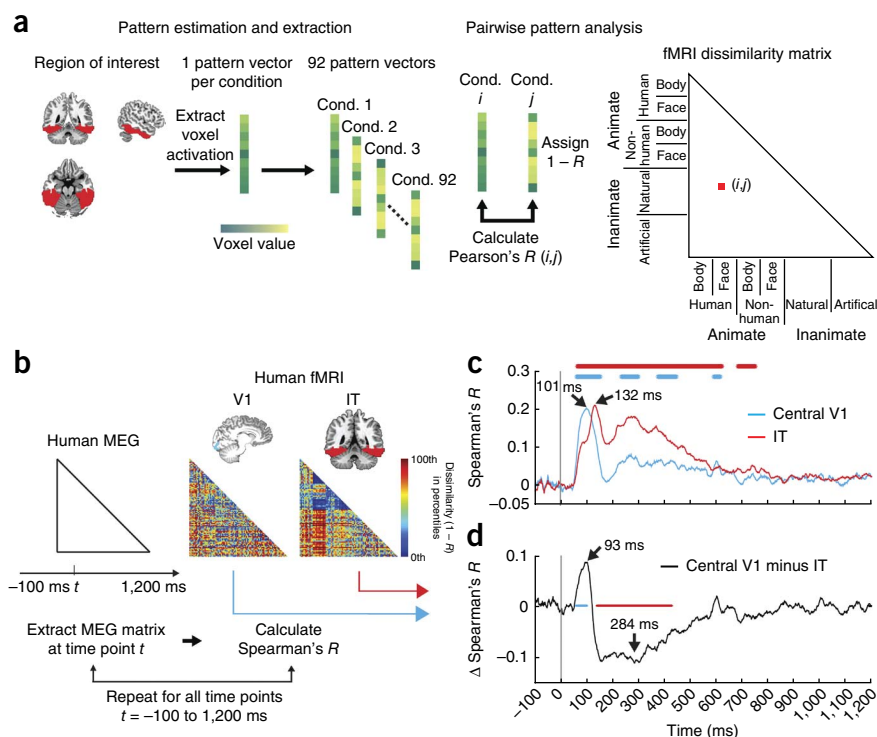 a
Pattern estimation and extraction
Pairwise pattern analysis
Region of interest
1 pattern vector
per condition
92 pattern vectors
Extract
voxel
activation
Cond. 1
Cond. 2
Cond. 3
Cond. 92
Voxel value
Cond.
i
Cond.
j
Assign
1 – R
Calculate
Pearson's R (i,j)
fMRI dissimilarity matrix
Animate
Inanimate
Human
Non-
human
Natural
Artificial
Body
Face
Body
Face
(i,j)
Body
Face
Body
Face
Human
Non-
human
Natural
Artifical
Animate
Inanimate
b
Human fMRI
V1
IT
Human MEG
100th
0th
Dissimilarity (1 – R)
in percentiles
–100 ms t
1,200 ms
Extract MEG matrix
at time point t
Calculate
Spearman's R
Repeat for all time points
t = –100 to 1,200 ms
c
Spearman's R
0.3
0.2
0.1
0
–0.05
101 ms
132 ms
Central V1
IT
d
Δ Spearman's R
0.1
0
–0.1
93 ms
284 ms
Central V1 minus IT
–100
0
100
200
300
400
500
600
700
800
900
1,000
1,100
1,200
Time (ms)